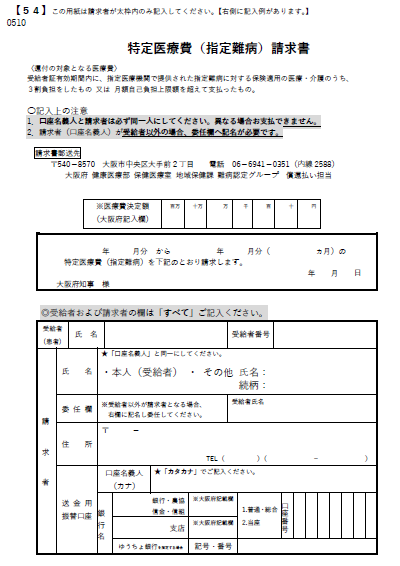 【５４】この用紙は請求者が太枠内のみ記入してください。【右側に記入例があります。】
0510
特定医療費（指定難病）請求書
〈還付の対象となる医療費〉
受給者証有効期間内に、指定医療機関で提供された指定難病に対する保険適用の医療・介護のうち、
３割負担をしたもの 又は 月額自己負担上限額を超えて支払ったもの。
○記入上の注意
1．口座名義人と請求者は必ず同一人にしてください。異なる場合お支払できません。
2．請求者（口座名義人）が受給者以外の場合、委任欄へ記名が必要です。
請求書郵送先
〒540－8570　大阪市中央区大手前２丁目　　電話　06－6941－0351（内線 2588）
大阪府 健康医療部 保健医療室 地域保健課 難病認定グループ　償還払い担当
※医療費決定額
（大阪府記入欄）
百万　十万　万　千　百　十　円
年　　月分　から　　　年　　月分（　　　ヵ月）の
特定医療費（指定難病）を下記のとおり請求します。
年　　月　　日
大阪府知事　様
◎受給者および請求者の欄は「すべて」ご記入ください。
受給者
（患者）
氏　名
受給者番号
請求者
氏　名
★「口座名義人」と同一にしてください。
・本人（受給者）　・　その他　氏名：
続柄：
委任欄
※受給者以外が請求者となる場合、
右欄に記名し委任してください。
受給者氏名
住　所
〒　　－
TEL（　　　　）（　　　　－　　　　）
送金用
振替口座
口座名義人
（カナ）
★「カタカナ」でご記入ください。
銀行名
銀行・農協
信金・信組
※大阪府記載欄
支店
※大阪府記載欄
1.普通・総合
2.当座
口座番号
ゆうちょ銀行を指定する場合
記号・番号